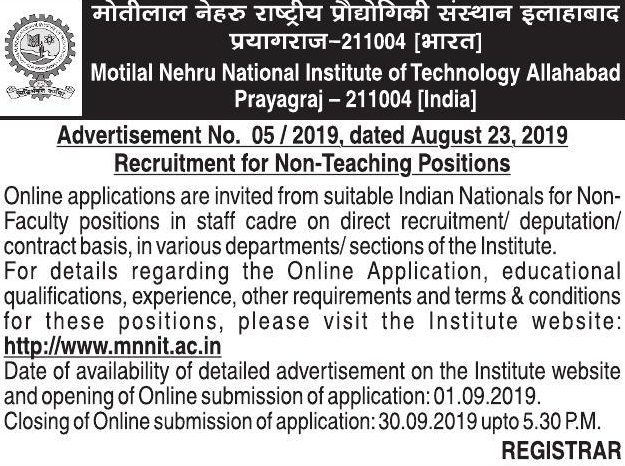 मोतीलाल नेहरु राष्ट्रीय प्रौद्योगिकी संस्थान इलाहाबाद
प्रयागराज–211004 [भारत]
Motilal Nehru National Institute of Technology Allahabad
Prayagraj – 211004 [India]
Advertisement No. 05 / 2019, dated August 23, 2019
Recruitment for Non-Teaching Positions
Online applications are invited from suitable Indian Nationals for Non-
Faculty positions in staff cadre on direct recruitment/ deputation/
contract basis, in various departments/ sections of the Institute.
For details regarding the Online Application, educational
qualifications, experience, other requirements and terms & conditions
for these positions, please visit the Institute website:
http://www.mnnit.ac.in
Date of availability of detailed advertisement on the Institute website
and opening of Online submission of application: 01.09.2019.
Closing of Online submission of application: 30.09.2019 upto 5.30 P.M.
REGISTRAR